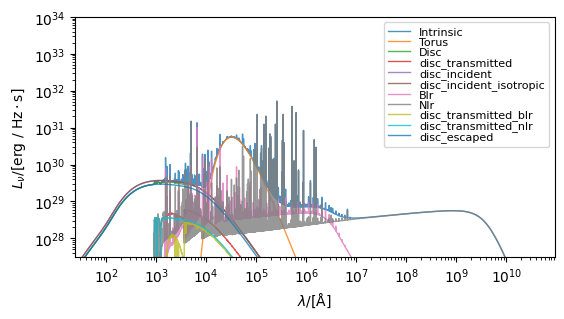 10^34
10^33
10^32
10^31
10^30
10^29
10^28
L_ν/[erg / Hz · s]
Intrinsic
Torus
Disc
disc_transmitted
disc_incident
disc_incident_isotropic
Blr
Nlr
disc_transmitted_blr
disc_transmitted_nlr
disc_escaped
10^2 10^3 10^4 10^5 10^6 10^7 10^8 10^9 10^10
λ/[Å]